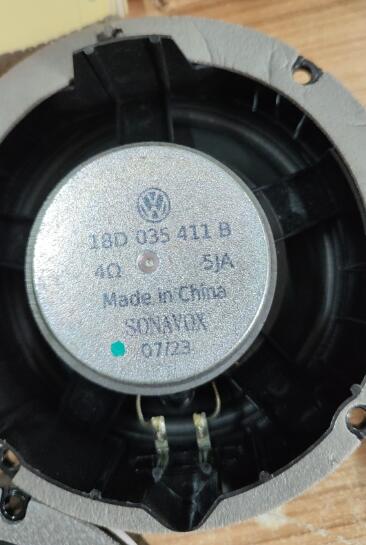 18D 035 411 B
4Ω 5JA
Made in China
SONAVOX
07/23